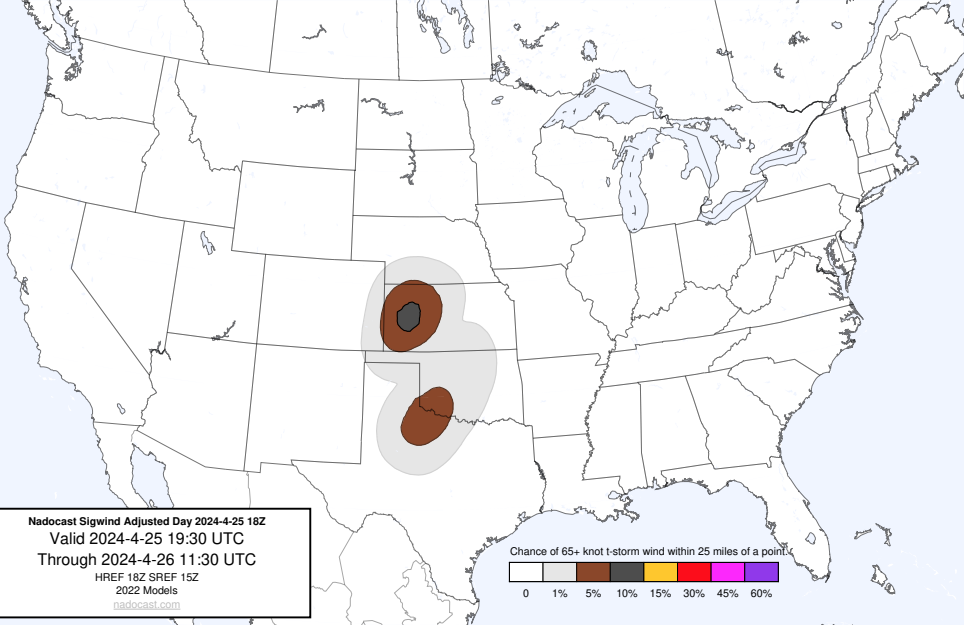 Nadocast Sigwind Adjusted Day 2024-4-25 18Z
Valid 2024-4-25 19:30 UTC
Through 2024-4-26 11:30 UTC
HREF 18Z SREF 15Z
2022 Models
nadocast.com
Chance of 65+ knot t-storm wind within 25 miles of a point.
0 1% 5% 10% 15% 30% 45% 60%